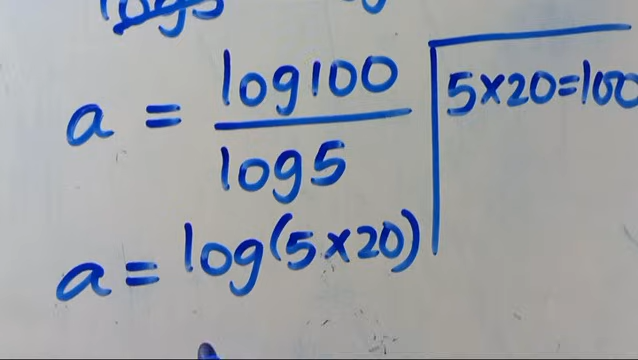 a = log100 / log5
5×20=100
a = log(5×20)